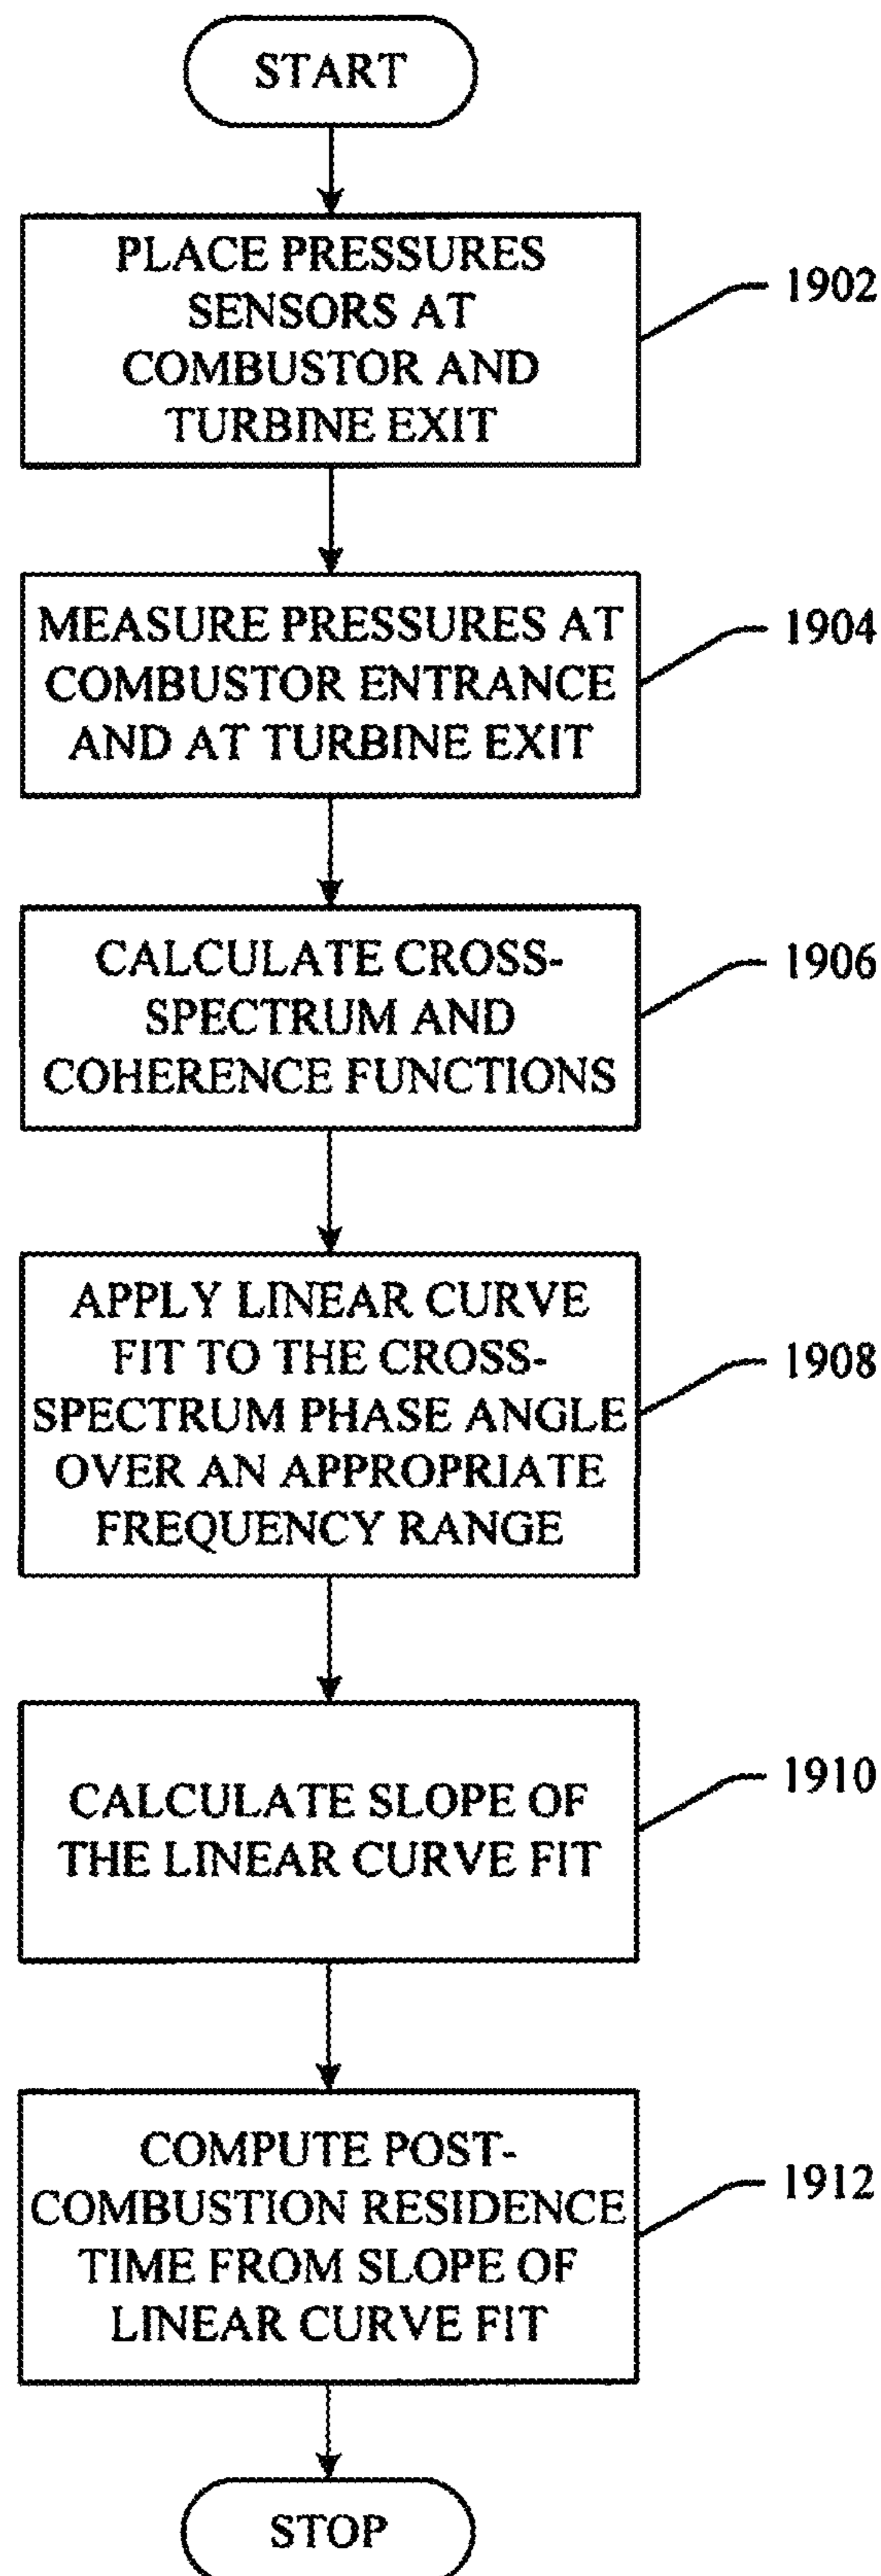 START
PLACE PRESSURES
SENSORS AT
COMBUSTOR AND
TURBINE EXIT
1902
MEASURE PRESSURES AT
COMBUSTOR ENTRANCE
AND AT TURBINE EXIT
1904
CALCULATE CROSS-
SPECTRUM AND
COHERENCE FUNCTIONS
1906
APPLY LINEAR CURVE
FIT TO THE CROSS-
SPECTRUM PHASE ANGLE
OVER AN APPROPRIATE
FREQUENCY RANGE
1908
CALCULATE SLOPE OF
THE LINEAR CURVE FIT
1910
COMPUTE POST-
COMBUSTION RESIDENCE
TIME FROM SLOPE OF
LINEAR CURVE FIT
1912
STOP